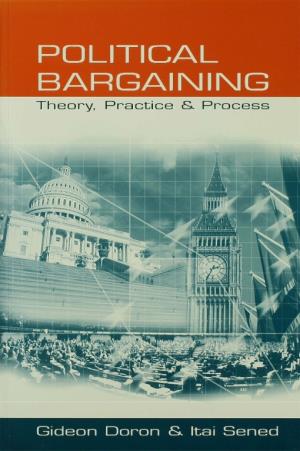 POLITICAL
BARGAINING
Theory, Practice & Process
Gideon Doron & Itai Sened